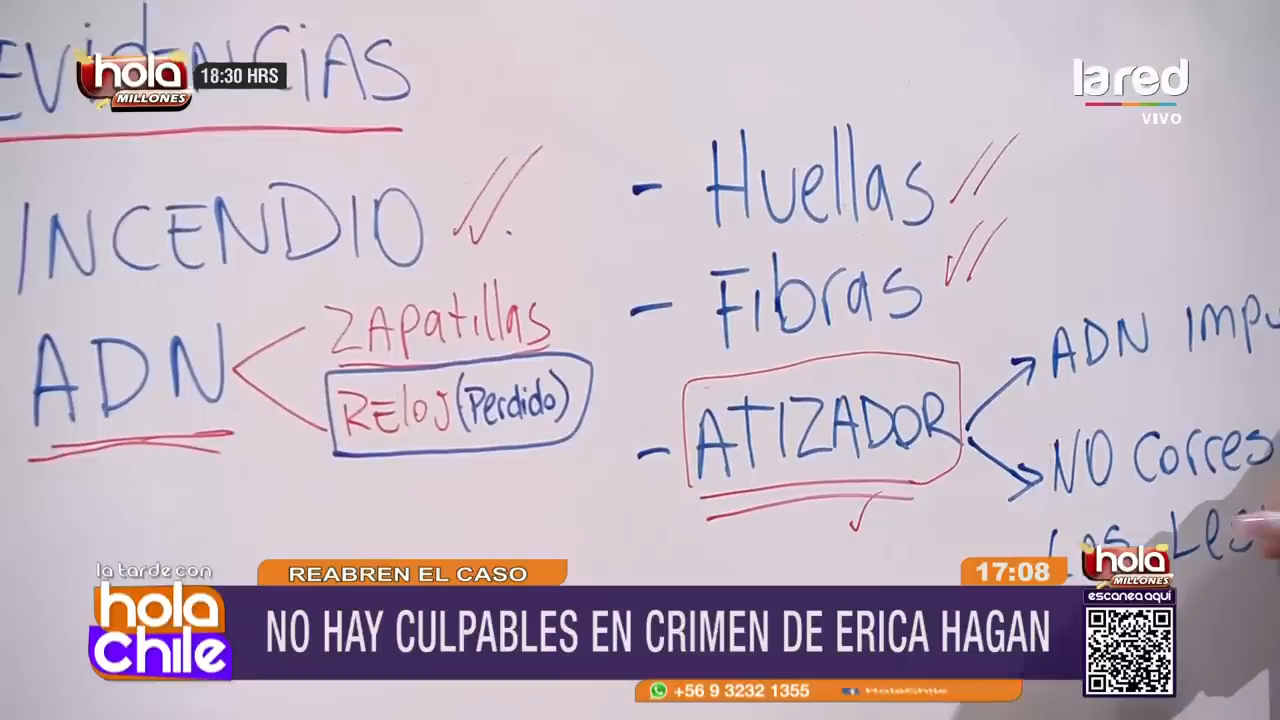 EVidENCiAS
hola
MILLONES
18:30 HRS
lared
VIVO
INCENDIO
ADN
ZAPatillas
RELOJ (Perdido)
- Huellas
- Fibras
- ATIZADOR
ADN
NO
la tarde con
hola
Chile
REABREN EL CASO
17:08
NO HAY CULPABLES EN CRIMEN DE ERICA HAGAN
hola
MILLONES
escanea aquí
+56 9 3232 1355